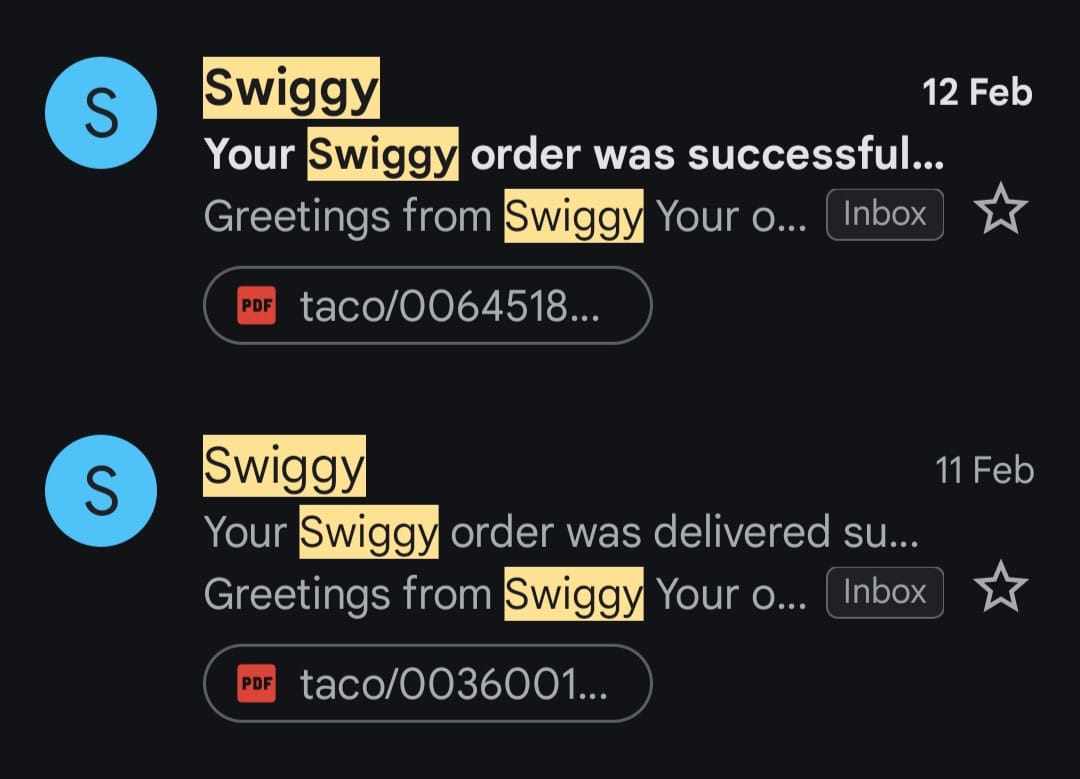 S
Swiggy
12 Feb
Your Swiggy order was successful...
Greetings from Swiggy Your o... Inbox
PDF taco/0064518...
S
Swiggy
11 Feb
Your Swiggy order was delivered su...
Greetings from Swiggy Your o... Inbox
PDF taco/0036001...